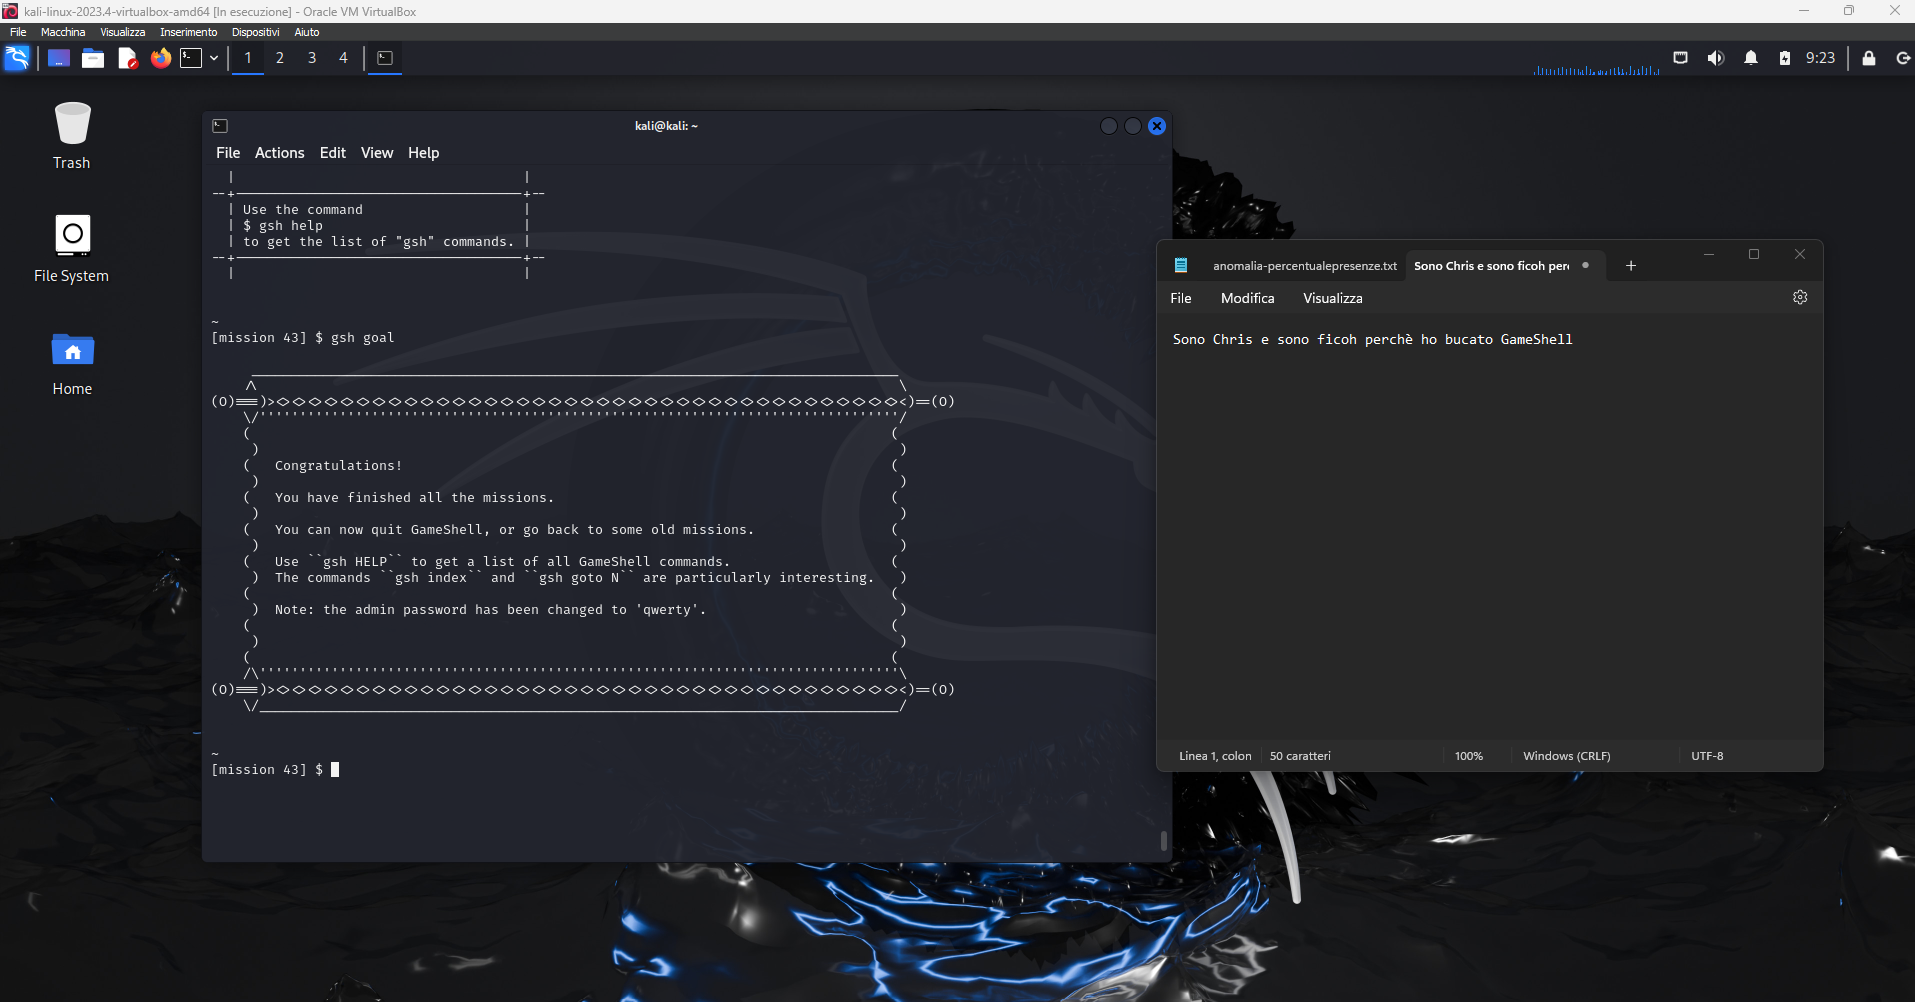 kali-linux-2023.4-virtualbox-amd64 [In esecuzione] - Oracle VM VirtualBox
File Macchina Visualizza Inserimento Dispositivi Aiuto
1 2 3 4
9:23
Trash
File System
Home
kali@kali: ~
File Actions Edit View Help
Use the command
$ gsh help
to get the list of "gsh" commands.
~
[mission 43] $ gsh goal
Congratulations!
You have finished all the missions.
You can now quit GameShell, or go back to some old missions.
Use ``gsh HELP`` to get a list of all GameShell commands.
The commands ``gsh index`` and ``gsh goto N`` are particularly interesting.
Note: the admin password has been changed to 'qwerty'.
~
[mission 43] $
anomalia-percentualepresenze.txt Sono Chris e sono ficoh per
File Modifica Visualizza
Sono Chris e sono ficoh perchè ho bucato GameShell
Linea 1, colon 50 caratteri 100% Windows (CRLF) UTF-8